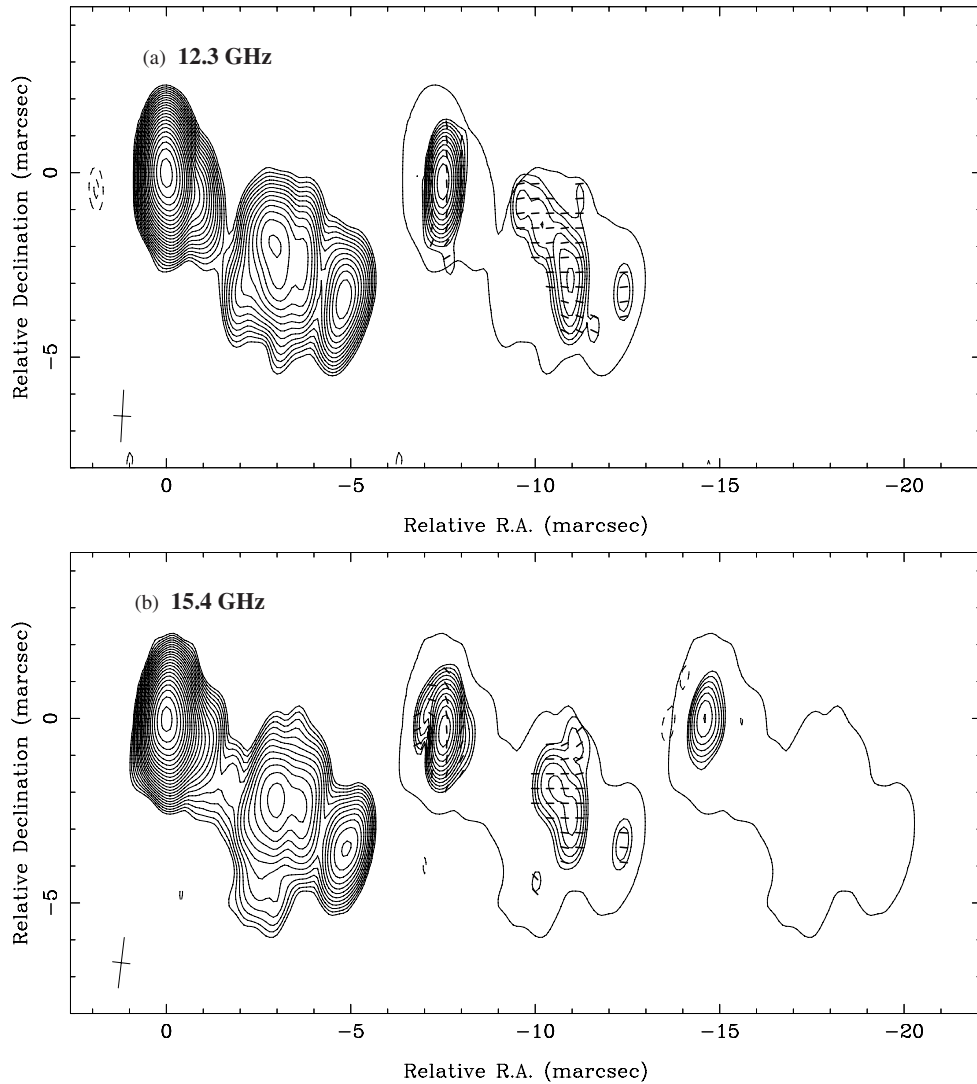 (a) 12.3 GHz
Relative Declination (marcsec)
0
−5
0 −5 −10 −15 −20
Relative R.A. (marcsec)
(b) 15.4 GHz
Relative Declination (marcsec)
0
−5
0 −5 −10 −15 −20
Relative R.A. (marcsec)